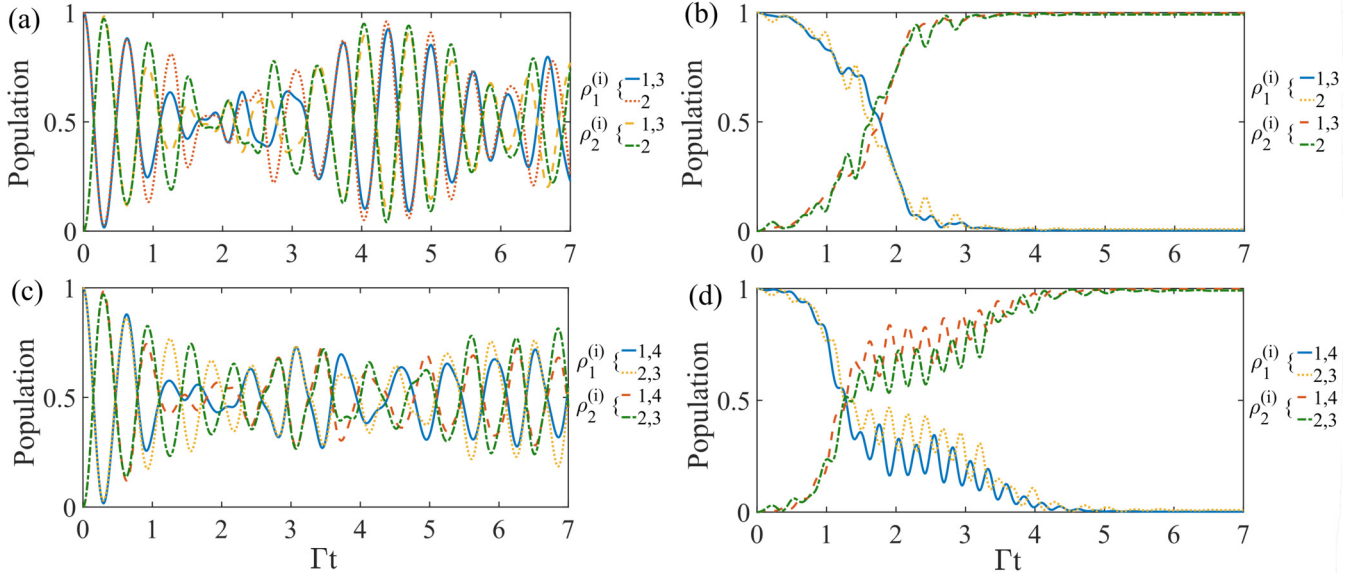 (a)
1
0.5
0
Population
0 1 2 3 4 5 6 7
ρ₁⁽ⁱ⁾ { 1,3
2
ρ₂⁽ⁱ⁾ { 1,3
2
(b)
1
0.5
0
Population
0 1 2 3 4 5 6 7
ρ₁⁽ⁱ⁾ { 1,3
2
ρ₂⁽ⁱ⁾ { 1,3
2
(c)
1
0.5
0
Population
0 1 2 3 4 5 6 7
Γt
ρ₁⁽ⁱ⁾ { 1,4
2,3
ρ₂⁽ⁱ⁾ { 1,4
2,3
(d)
1
0.5
0
Population
0 1 2 3 4 5 6 7
Γt
ρ₁⁽ⁱ⁾ { 1,4
2,3
ρ₂⁽ⁱ⁾ { 1,4
2,3